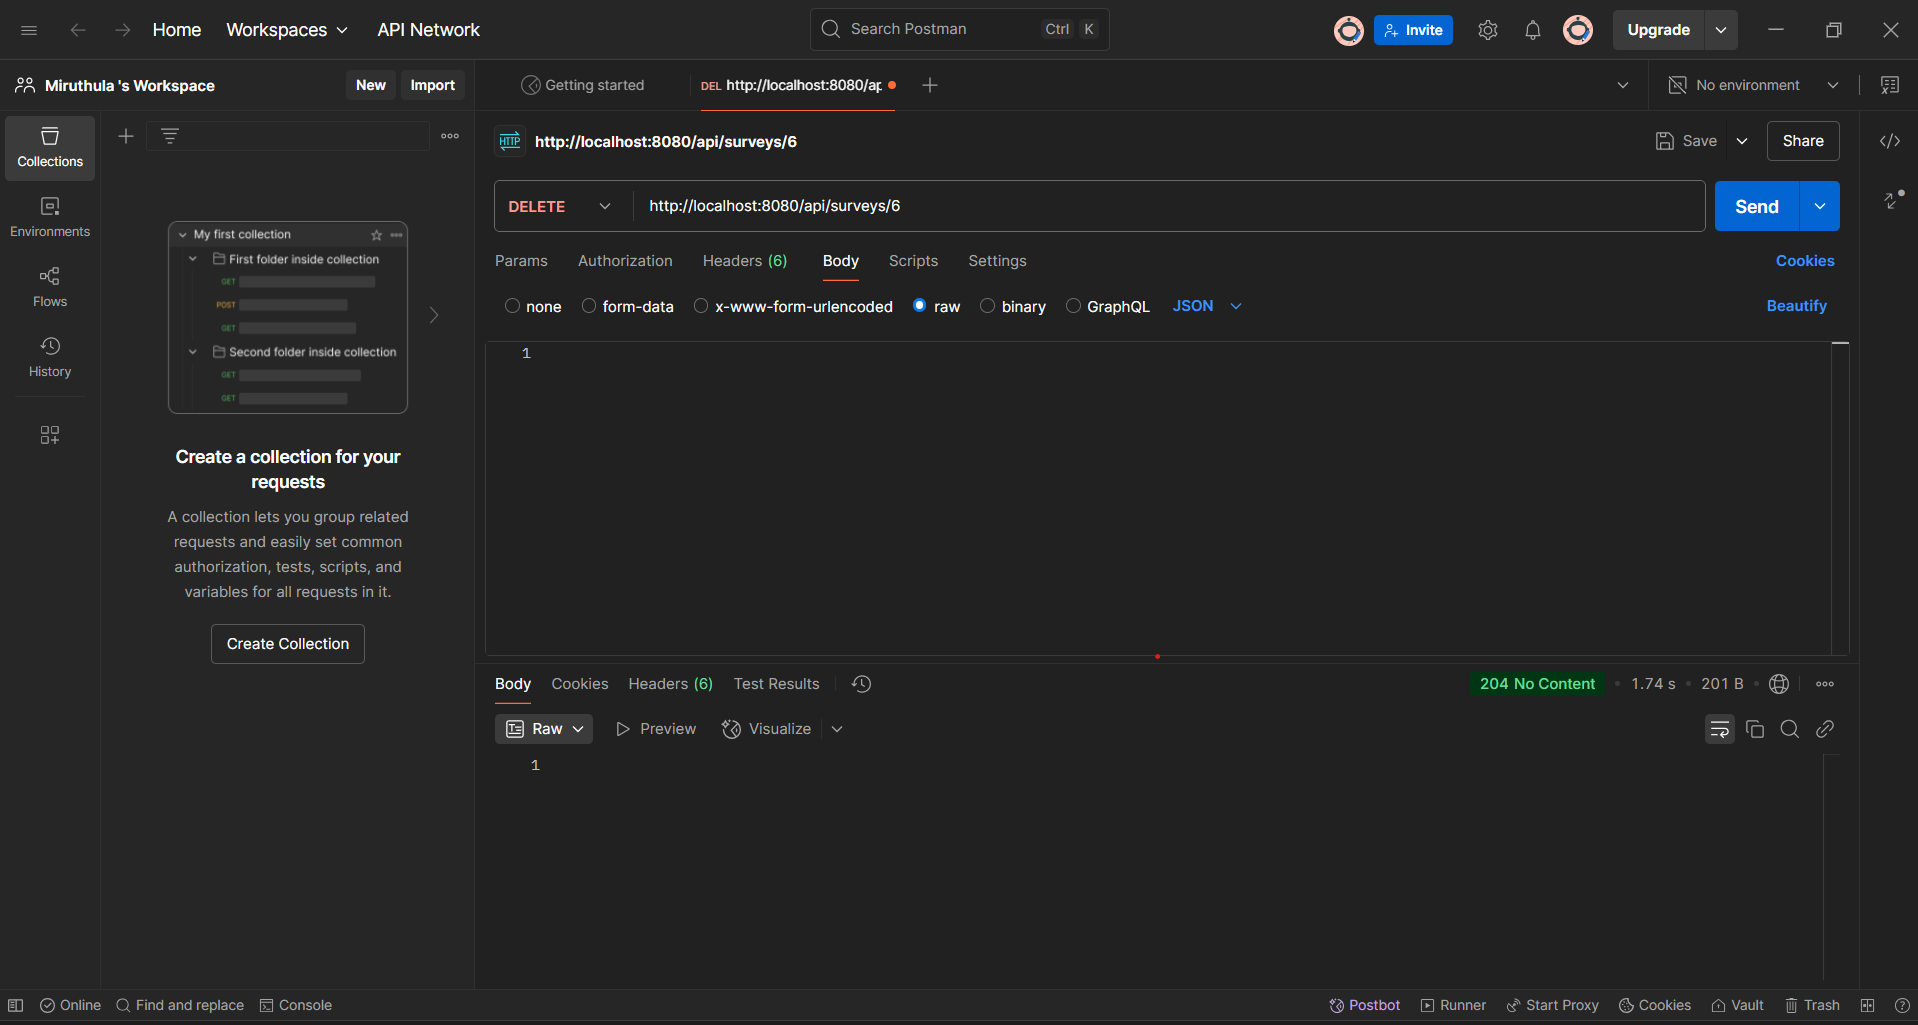 Home Workspaces API Network Search Postman Ctrl K Invite Upgrade
Miruthula 's Workspace New Import Getting started DEL http://localhost:8080/ap No environment
HTTP http://localhost:8080/api/surveys/6 Save Share
DELETE http://localhost:8080/api/surveys/6 Send
Params Authorization Headers (6) Body Scripts Settings Cookies
none form-data x-www-form-urlencoded raw binary GraphQL JSON Beautify
1
Collections
Environments
Flows
History
My first collection
First folder inside collection
GET
POST
GET
Second folder inside collection
GET
GET
Create a collection for your
requests
A collection lets you group related
requests and easily set common
authorization, tests, scripts, and
variables for all requests in it.
Create Collection
Body Cookies Headers (6) Test Results 204 No Content 1.74 s 201 B
Raw Preview Visualize
1
Online Find and replace Console Postbot Runner Start Proxy Cookies Vault Trash